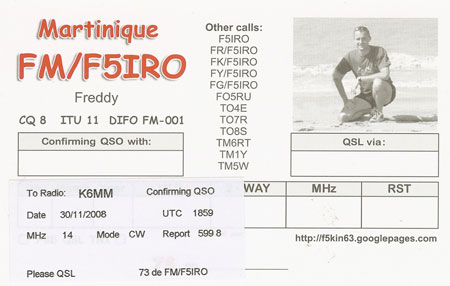 Martinique
FM/F5IRO
Freddy
CQ 8 ITU 11 DIFO FM-001
Other calls:
F5IRO
FR/F5IRO
FK/F5IRO
FY/F5IRO
FG/F5IRO
FO5RU
TO4E
TO7R
TO8S
TM6RT
TM1Y
TM5W
Confirming QSO with:
QSL via:
WAY MHz RST
To Radio: K6MM Confirming QSO
Date 30/11/2008 UTC 1859
MHz 14 Mode CW Report 599 8
Please QSL 73 de FM/F5IRO
http://f5kin63.googlepages.com